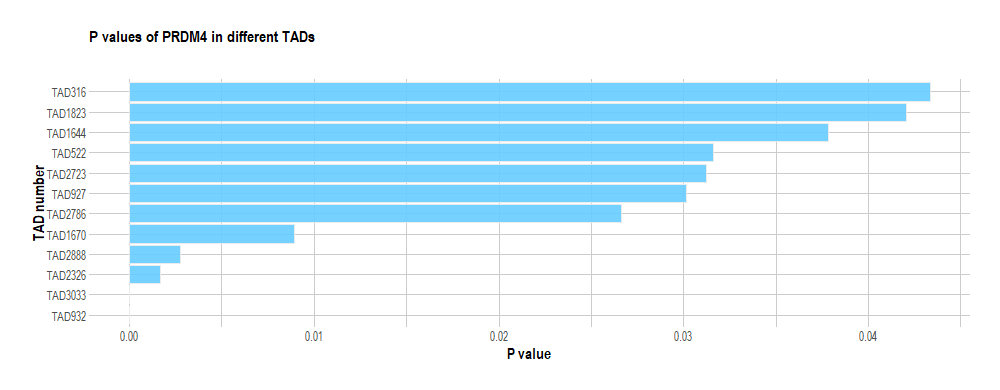 P values of PRDM4 in different TADs
TAD316
TAD1823
TAD1644
TAD522
TAD2723
TAD927
TAD2786
TAD1670
TAD2888
TAD2326
TAD3033
TAD932
TAD number
0.00 0.01 0.02 0.03 0.04
P value